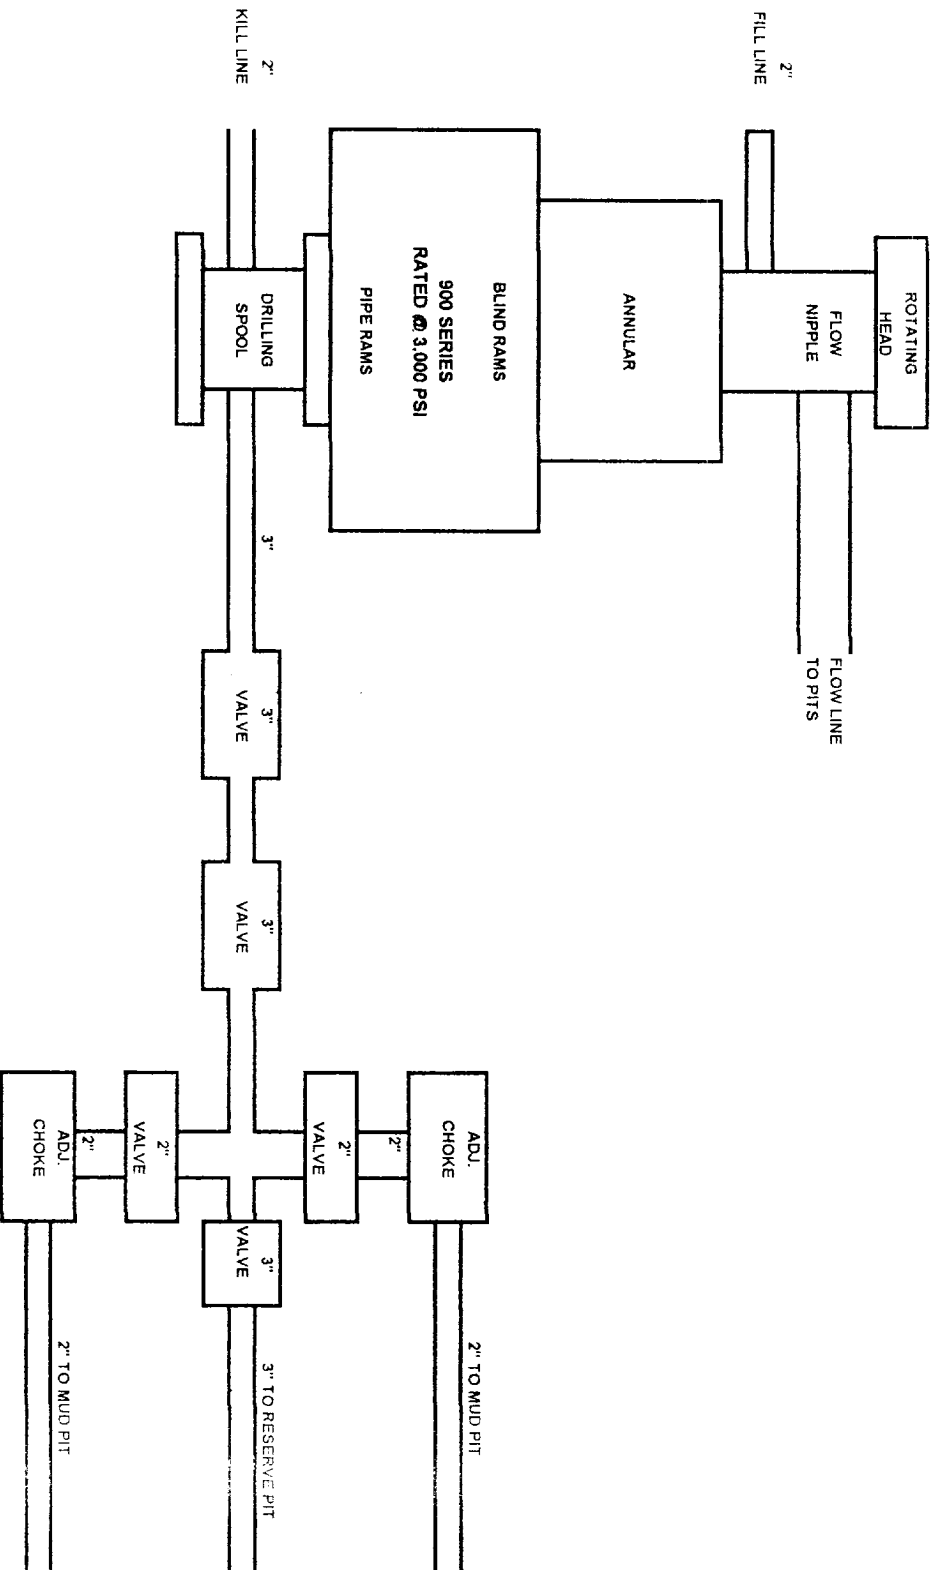 ROTATING
HEAD
2"
FILL LINE
FLOW
NIPPLE
FLOW LINE
TO PITS
ANNULAR
BLIND RAMS
900 SERIES
RATED @ 3,000 PSI
PIPE RAMS
2"
KILL LINE
DRILLING
SPOOL
3"
3"
VALVE
3"
VALVE
ADJ.
CHOKE
2"
2"
VALVE
2" TO MUD PIT
3"
VALVE
3" TO RESERVE PIT
2"
VALVE
2"
ADJ.
CHOKE
2" TO MUD PIT